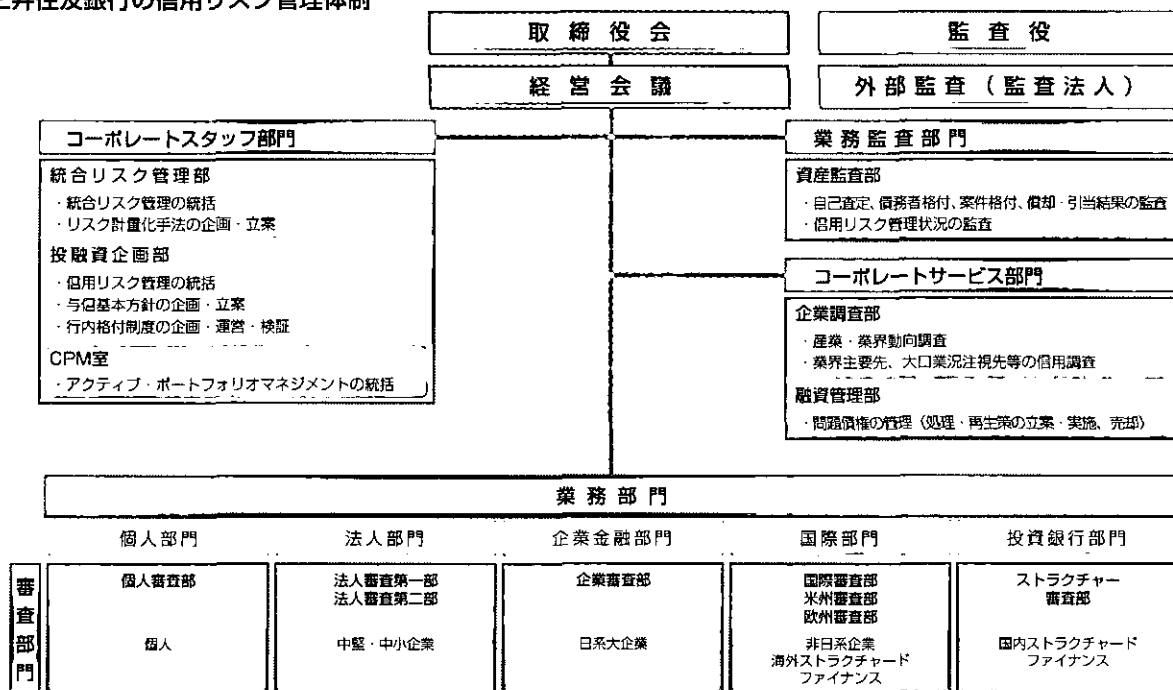 三井住友銀行の信用リスク管理体制
取締役会
監査役
経営会議
外部監査（監査法人）
コーポレートスタッフ部門
統合リスク管理部
・統合リスク管理の統括
・リスク計量化手法の企画・立案
投融資企画部
・信用リスク管理の統括
・与信基本方針の企画・立案
・行内格付制度の企画・運営・検証
CPM室
・アクティブ・ポートフォリオマネジメントの統括
業務監査部門
資産監査部
・自己査定、債務者格付、案件格付、償却・引当結果の監査
・信用リスク管理状況の監査
コーポレートサービス部門
企業調査部
・産業・業界動向調査
・業界主要先、大口業況注視先等の信用調査
融資管理部
・問題債権の管理（処理・再生策の立案・実施、売却）
業務部門
個人部門
法人部門
企業金融部門
国際部門
投資銀行部門
審査部門
個人審査部
個人
法人審査第一部
法人審査第二部
中堅・中小企業
企業審査部
日系大企業
国際審査部
米州審査部
欧州審査部
非日系企業
海外ストラクチャード
ファイナンス
ストラクチャー
審査部
国内ストラクチャード
ファイナンス